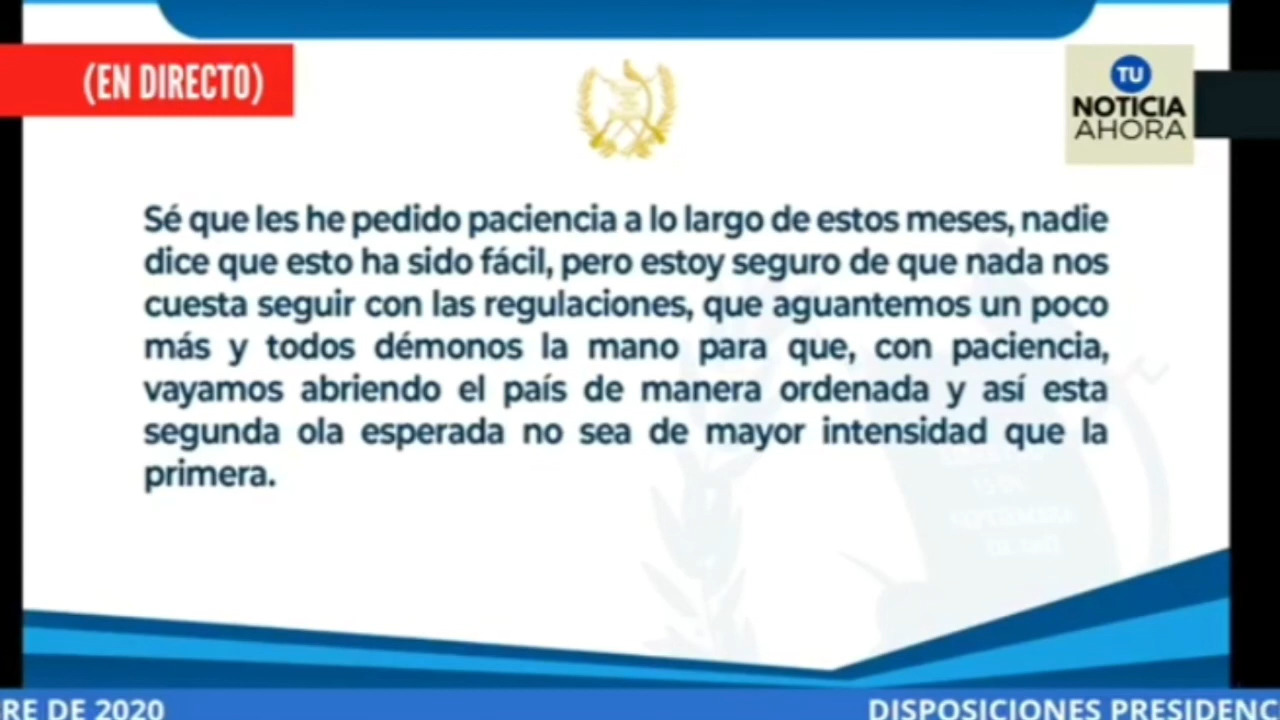 (EN DIRECTO)
TU
NOTICIA
AHORA
Sé que les he pedido paciencia a lo largo de estos meses, nadie
dice que esto ha sido fácil, pero estoy seguro de que nada nos
cuesta seguir con las regulaciones, que aguantemos un poco
más y todos démonos la mano para que, con paciencia,
vayamos abriendo el país de manera ordenada y así esta
segunda ola esperada no sea de mayor intensidad que la
primera.
RE DE 2020
DISPOSICIONES PRESIDENC